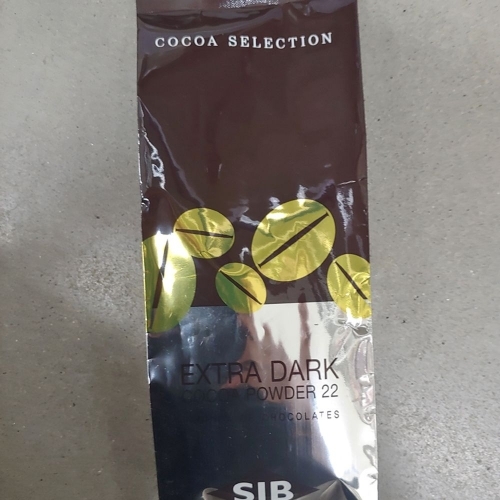 COCOA SELECTION
EXTRA DARK
COCOA POWDER 22
CHOCOLATES
SIB